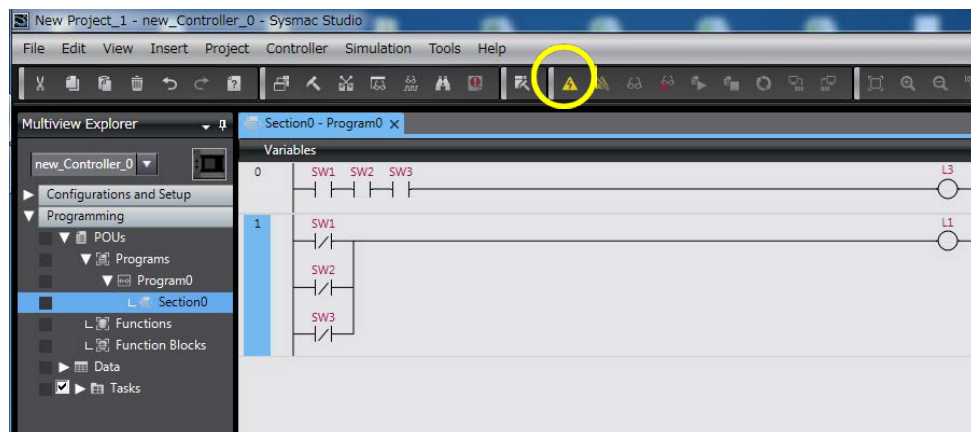 New Project_1 - new_Controller_0 - Sysmac Studio
File Edit View Insert Project Controller Simulation Tools Help
Multiview Explorer
Section0 - Program0
Variables
new_Controller_0
Configurations and Setup
Programming
POUs
Programs
Program0
Section0
Functions
Function Blocks
Data
Tasks
0
SW1 SW2 SW3
L3
1
SW1
L1
SW2
SW3